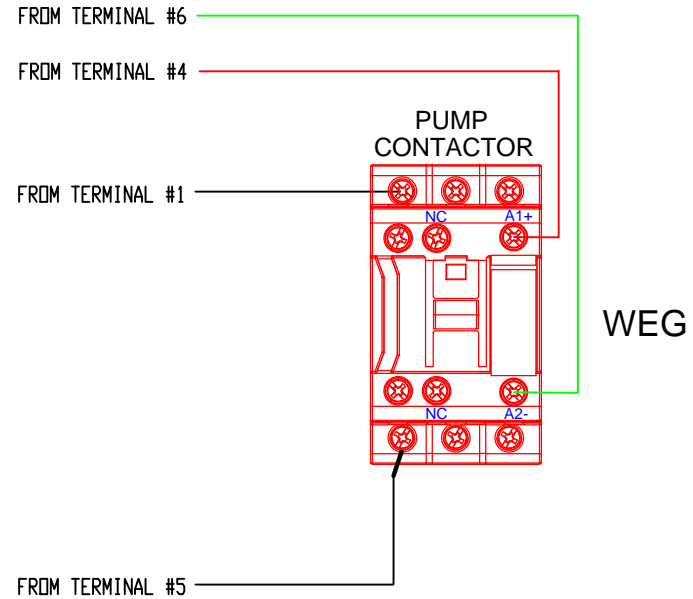 FROM TERMINAL #6
FROM TERMINAL #4
PUMP
CONTACTOR
FROM TERMINAL #1
NC A1+
WEG
NC A2-
FROM TERMINAL #5